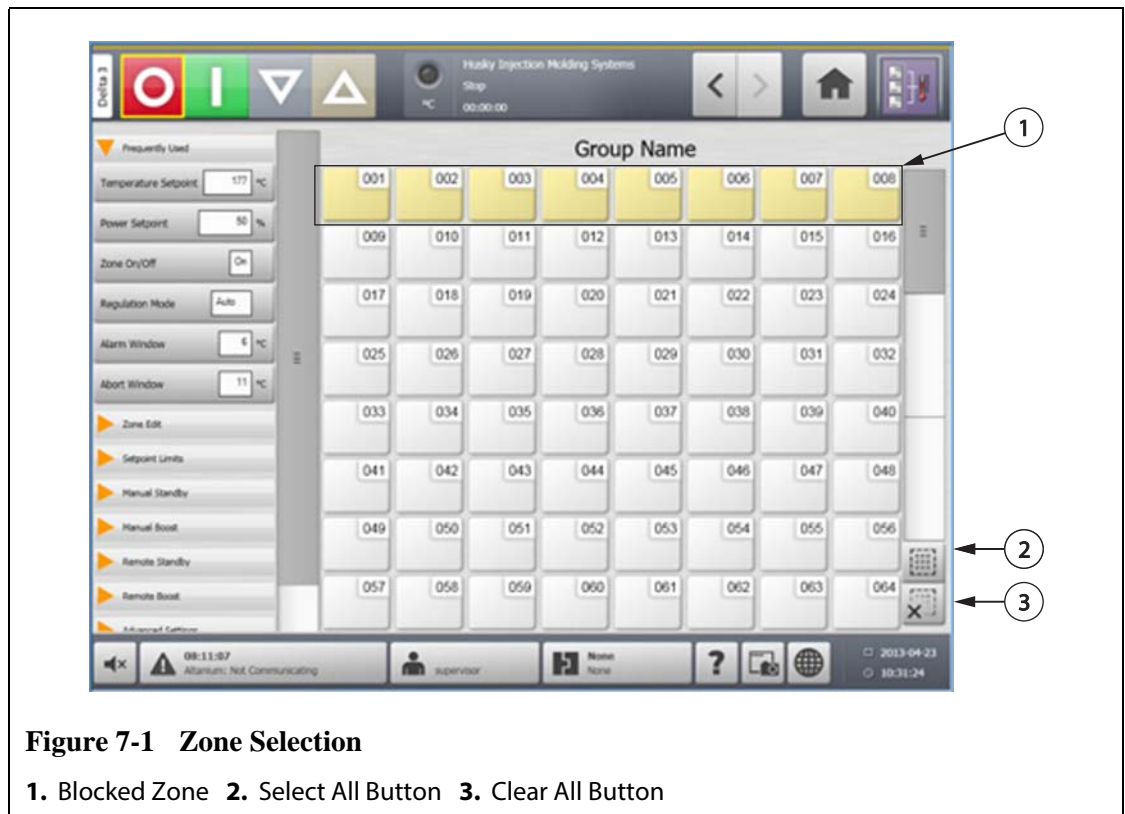 Delta 3
Husky Injection Molding Systems
Stop
°C 00:00:00
Frequently Used
Temperature Setpoint 177 °C
Power Setpoint 50 %
Zone On/Off On
Regulation Mode Auto
Alarm Window 6 °C
Abort Window 11 °C
Zone Edit
Setpoint Limits
Manual Standby
Manual Boost
Remote Standby
Remote Boost
Advanced Settings
Group Name
001 002 003 004 005 006 007 008
009 010 011 012 013 014 015 016
017 018 019 020 021 022 023 024
025 026 027 028 029 030 031 032
033 034 035 036 037 038 039 040
041 042 043 044 045 046 047 048
049 050 051 052 053 054 055 056
057 058 059 060 061 062 063 064
1
2
3
08:11:07
Altanium: Not Communicating
supervisor
None
None
?
2013-04-23
10:31:24
Figure 7-1 Zone Selection
1. Blocked Zone 2. Select All Button 3. Clear All Button